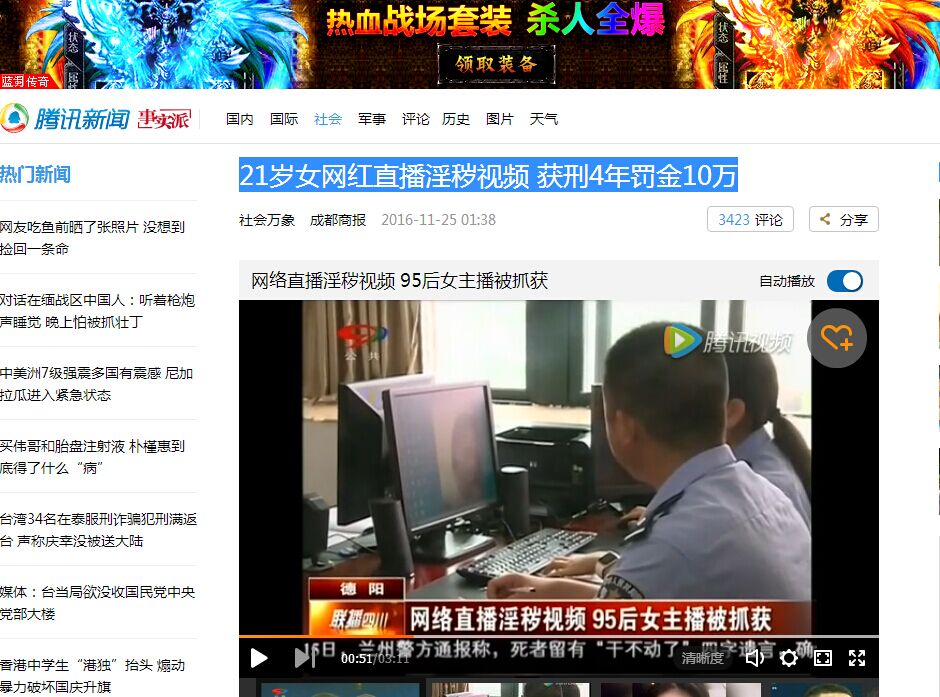 热血战场套装 杀人全爆
状态
状态
领取装备
蓝月传奇
腾讯新闻 事实派
国内 国际 社会 军事 评论 历史 图片 天气
热门新闻
网友吃鱼前晒了张照片 没想到
捡回一条命
对话在缅战区中国人：听着枪炮
声睡觉 晚上怕被抓壮丁
中美洲7级强震多国有震感 尼加
拉瓜进入紧急状态
买伟哥和胎盘注射液 朴槿惠到
底得了什么“病”
台湾34名在泰服刑诈骗犯刑满返
台 声称庆幸没被送大陆
媒体：台当局欲没收国民党中央
党部大楼
香港中学生“港独”抬头 煽动
暴力破坏国庆升旗
21岁女网红直播淫秽视频 获刑4年罚金10万
社会万象 成都商报 2016-11-25 01:38
3423 评论
分享
网络直播淫秽视频 95后女主播被抓获
自动播放
公共
腾讯视频
德阳
联播四川
网络直播淫秽视频 95后女主播被抓获
15日，兰州警方通报称，死者留有“干不动了”四字遗言，确
00:51/03:11
清晰度